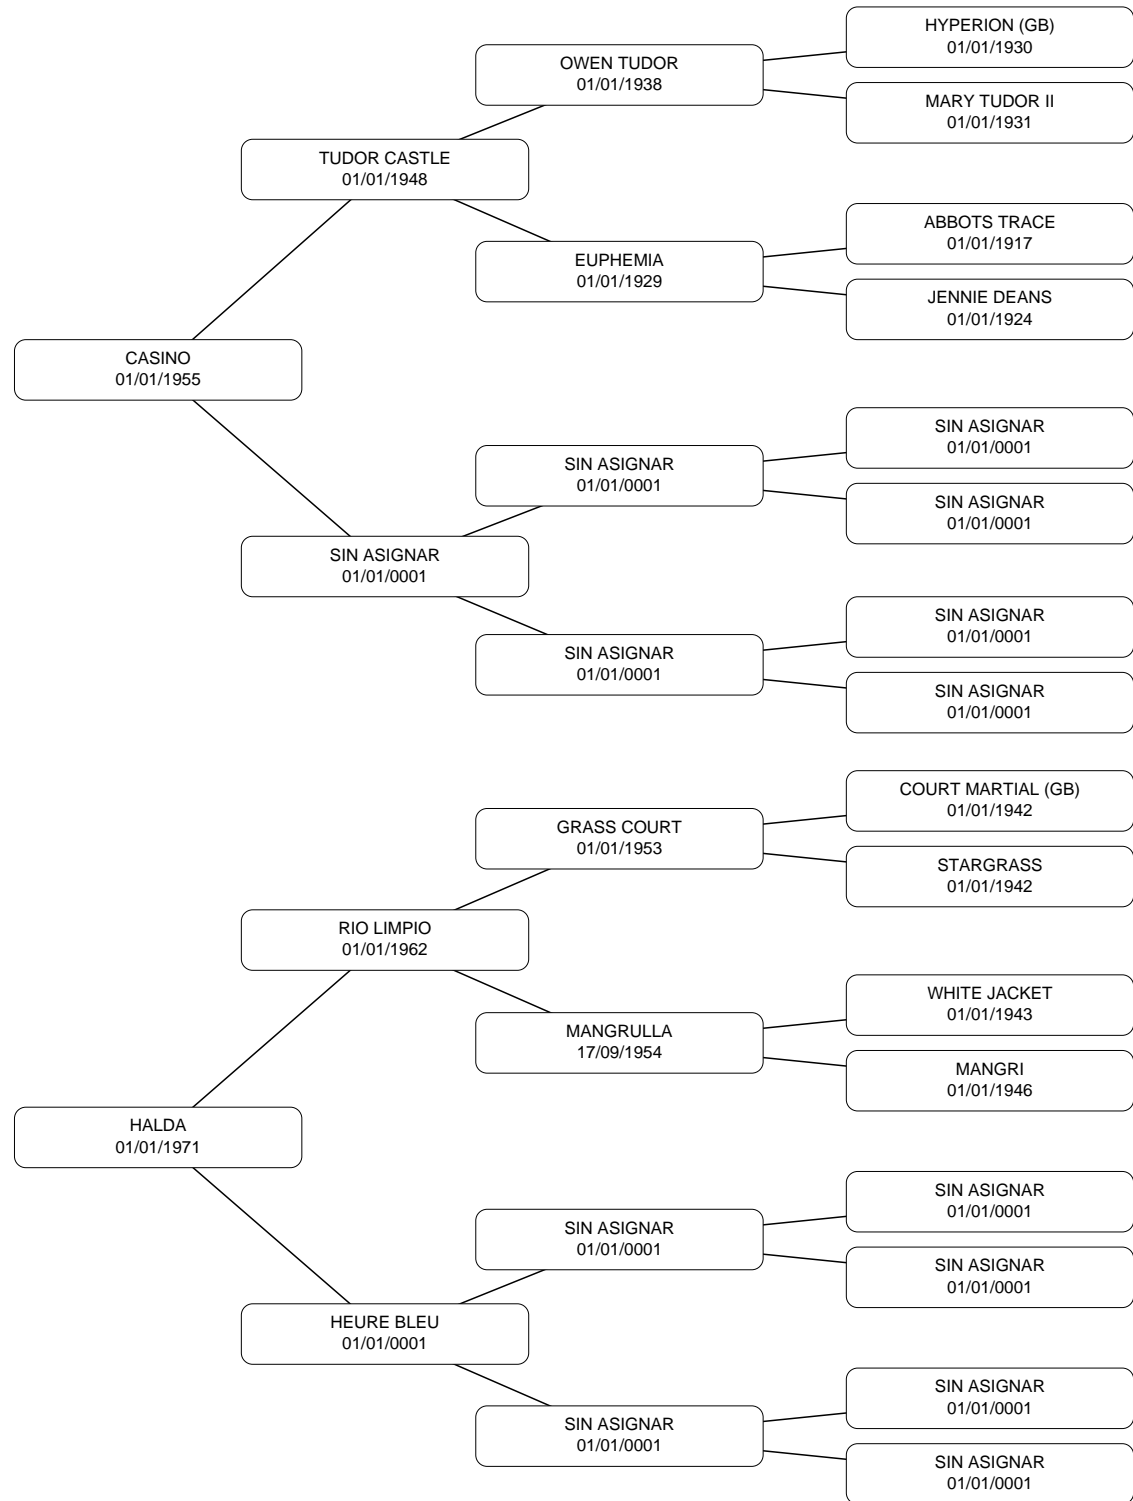 HYPERION (GB)
01/01/1930
OWEN TUDOR
01/01/1938
MARY TUDOR II
01/01/1931
TUDOR CASTLE
01/01/1948
ABBOTS TRACE
01/01/1917
EUPHEMIA
01/01/1929
JENNIE DEANS
01/01/1924
CASINO
01/01/1955
SIN ASIGNAR
01/01/0001
SIN ASIGNAR
01/01/0001
SIN ASIGNAR
01/01/0001
SIN ASIGNAR
01/01/0001
SIN ASIGNAR
01/01/0001
SIN ASIGNAR
01/01/0001
SIN ASIGNAR
01/01/0001
COURT MARTIAL (GB)
01/01/1942
GRASS COURT
01/01/1953
STARGRASS
01/01/1942
RIO LIMPIO
01/01/1962
WHITE JACKET
01/01/1943
MANGRULLA
17/09/1954
MANGRI
01/01/1946
HALDA
01/01/1971
SIN ASIGNAR
01/01/0001
SIN ASIGNAR
01/01/0001
SIN ASIGNAR
01/01/0001
HEURE BLEU
01/01/0001
SIN ASIGNAR
01/01/0001
SIN ASIGNAR
01/01/0001
SIN ASIGNAR
01/01/0001